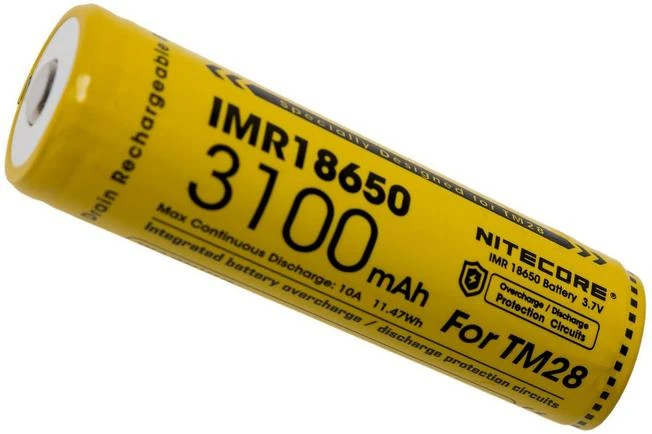 Drain Rechargeable
Specially Designed for TM28
IMR18650
3100mAh
Max Continuous Discharge: 10A 11.47Wh
Integrated battery overcharge / discharge protection circuits
NITECORE®
IMR 18650 Battery 3.7V
Overcharge / Discharge
Protection Circuits
For TM28